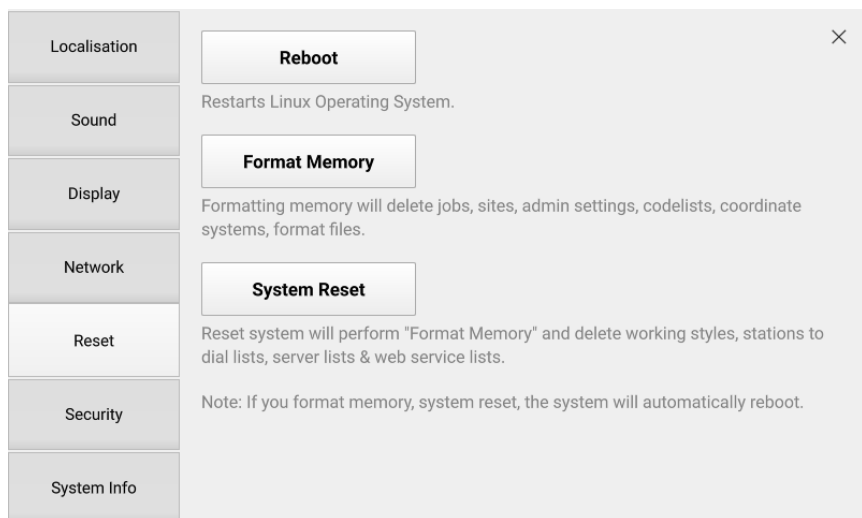 Localisation
Sound
Display
Network
Reset
Security
System Info
Reboot
Restarts Linux Operating System.
Format Memory
Formatting memory will delete jobs, sites, admin settings, codelists, coordinate
systems, format files.
System Reset
Reset system will perform "Format Memory" and delete working styles, stations to
dial lists, server lists & web service lists.
Note: If you format memory, system reset, the system will automatically reboot.